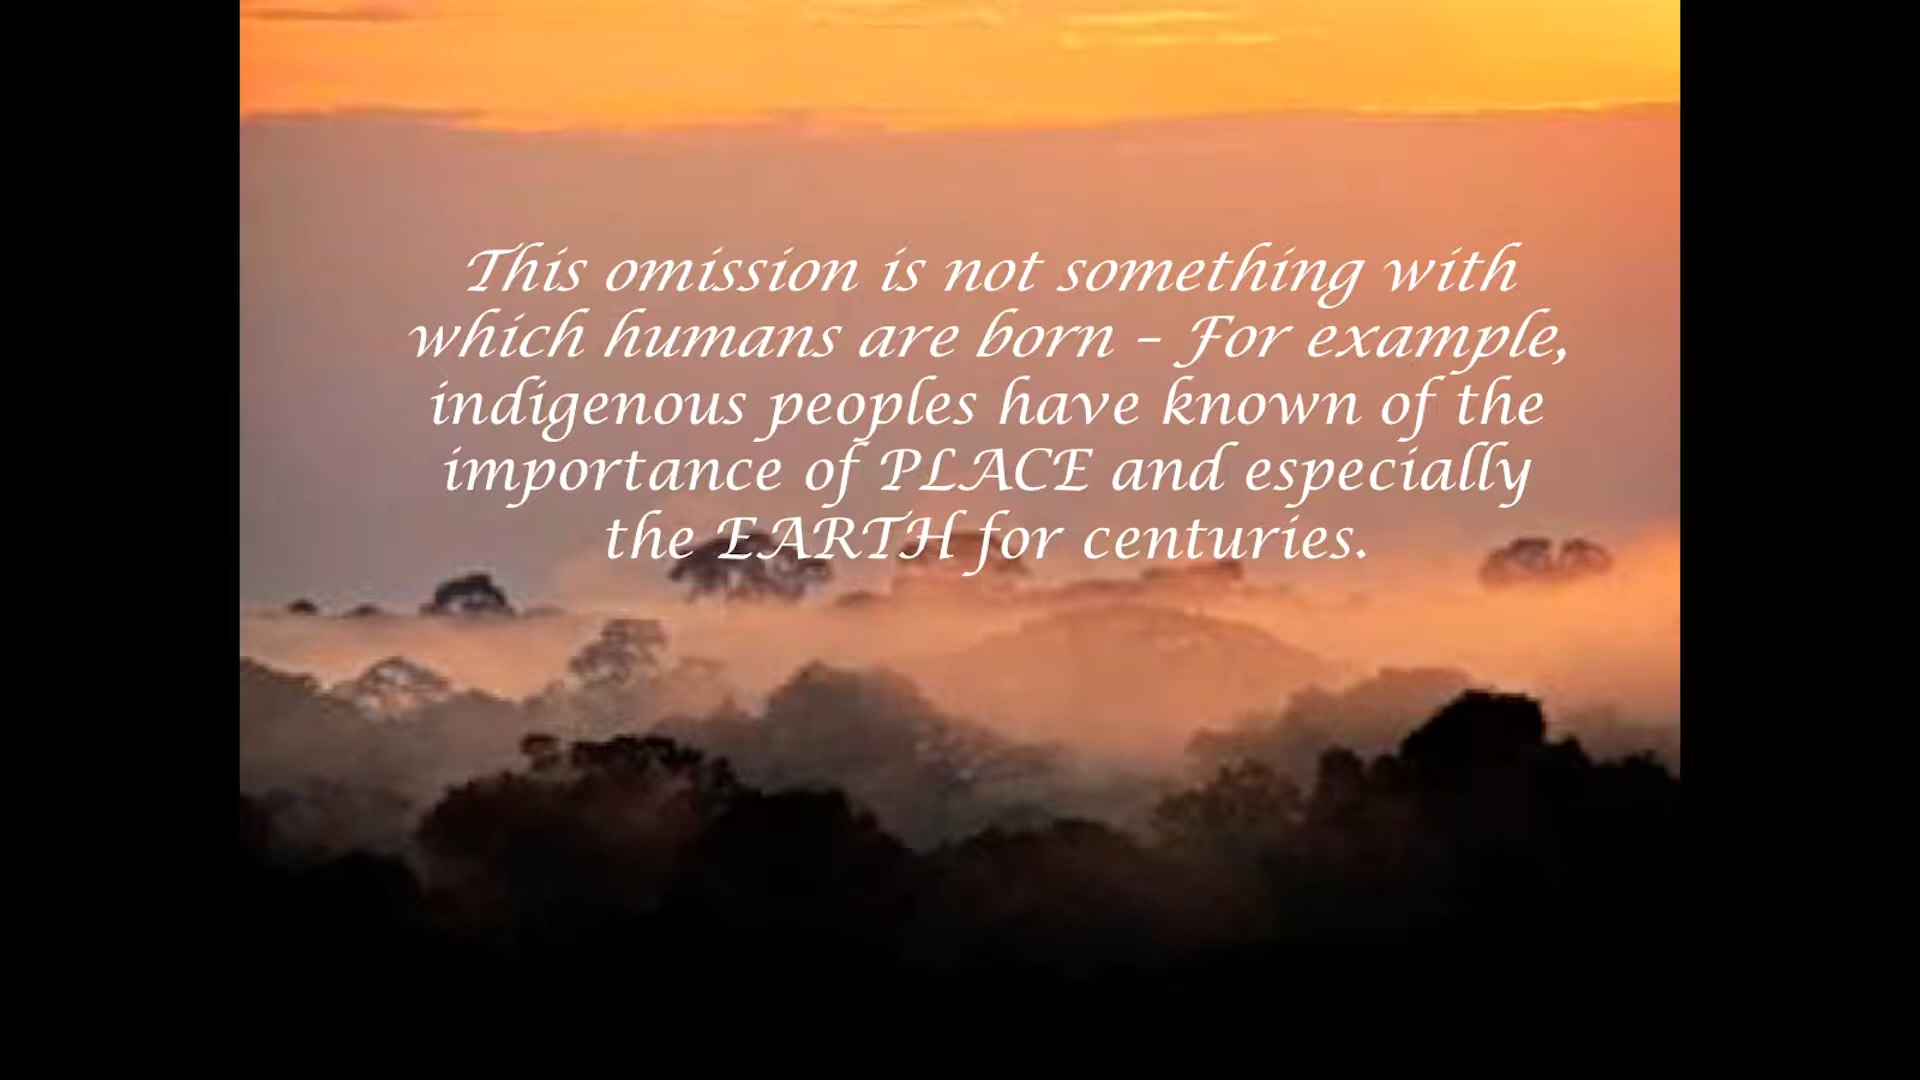 This omission is not something with
which humans are born – For example,
indigenous peoples have known of the
importance of PLACE and especially
the EARTH for centuries.